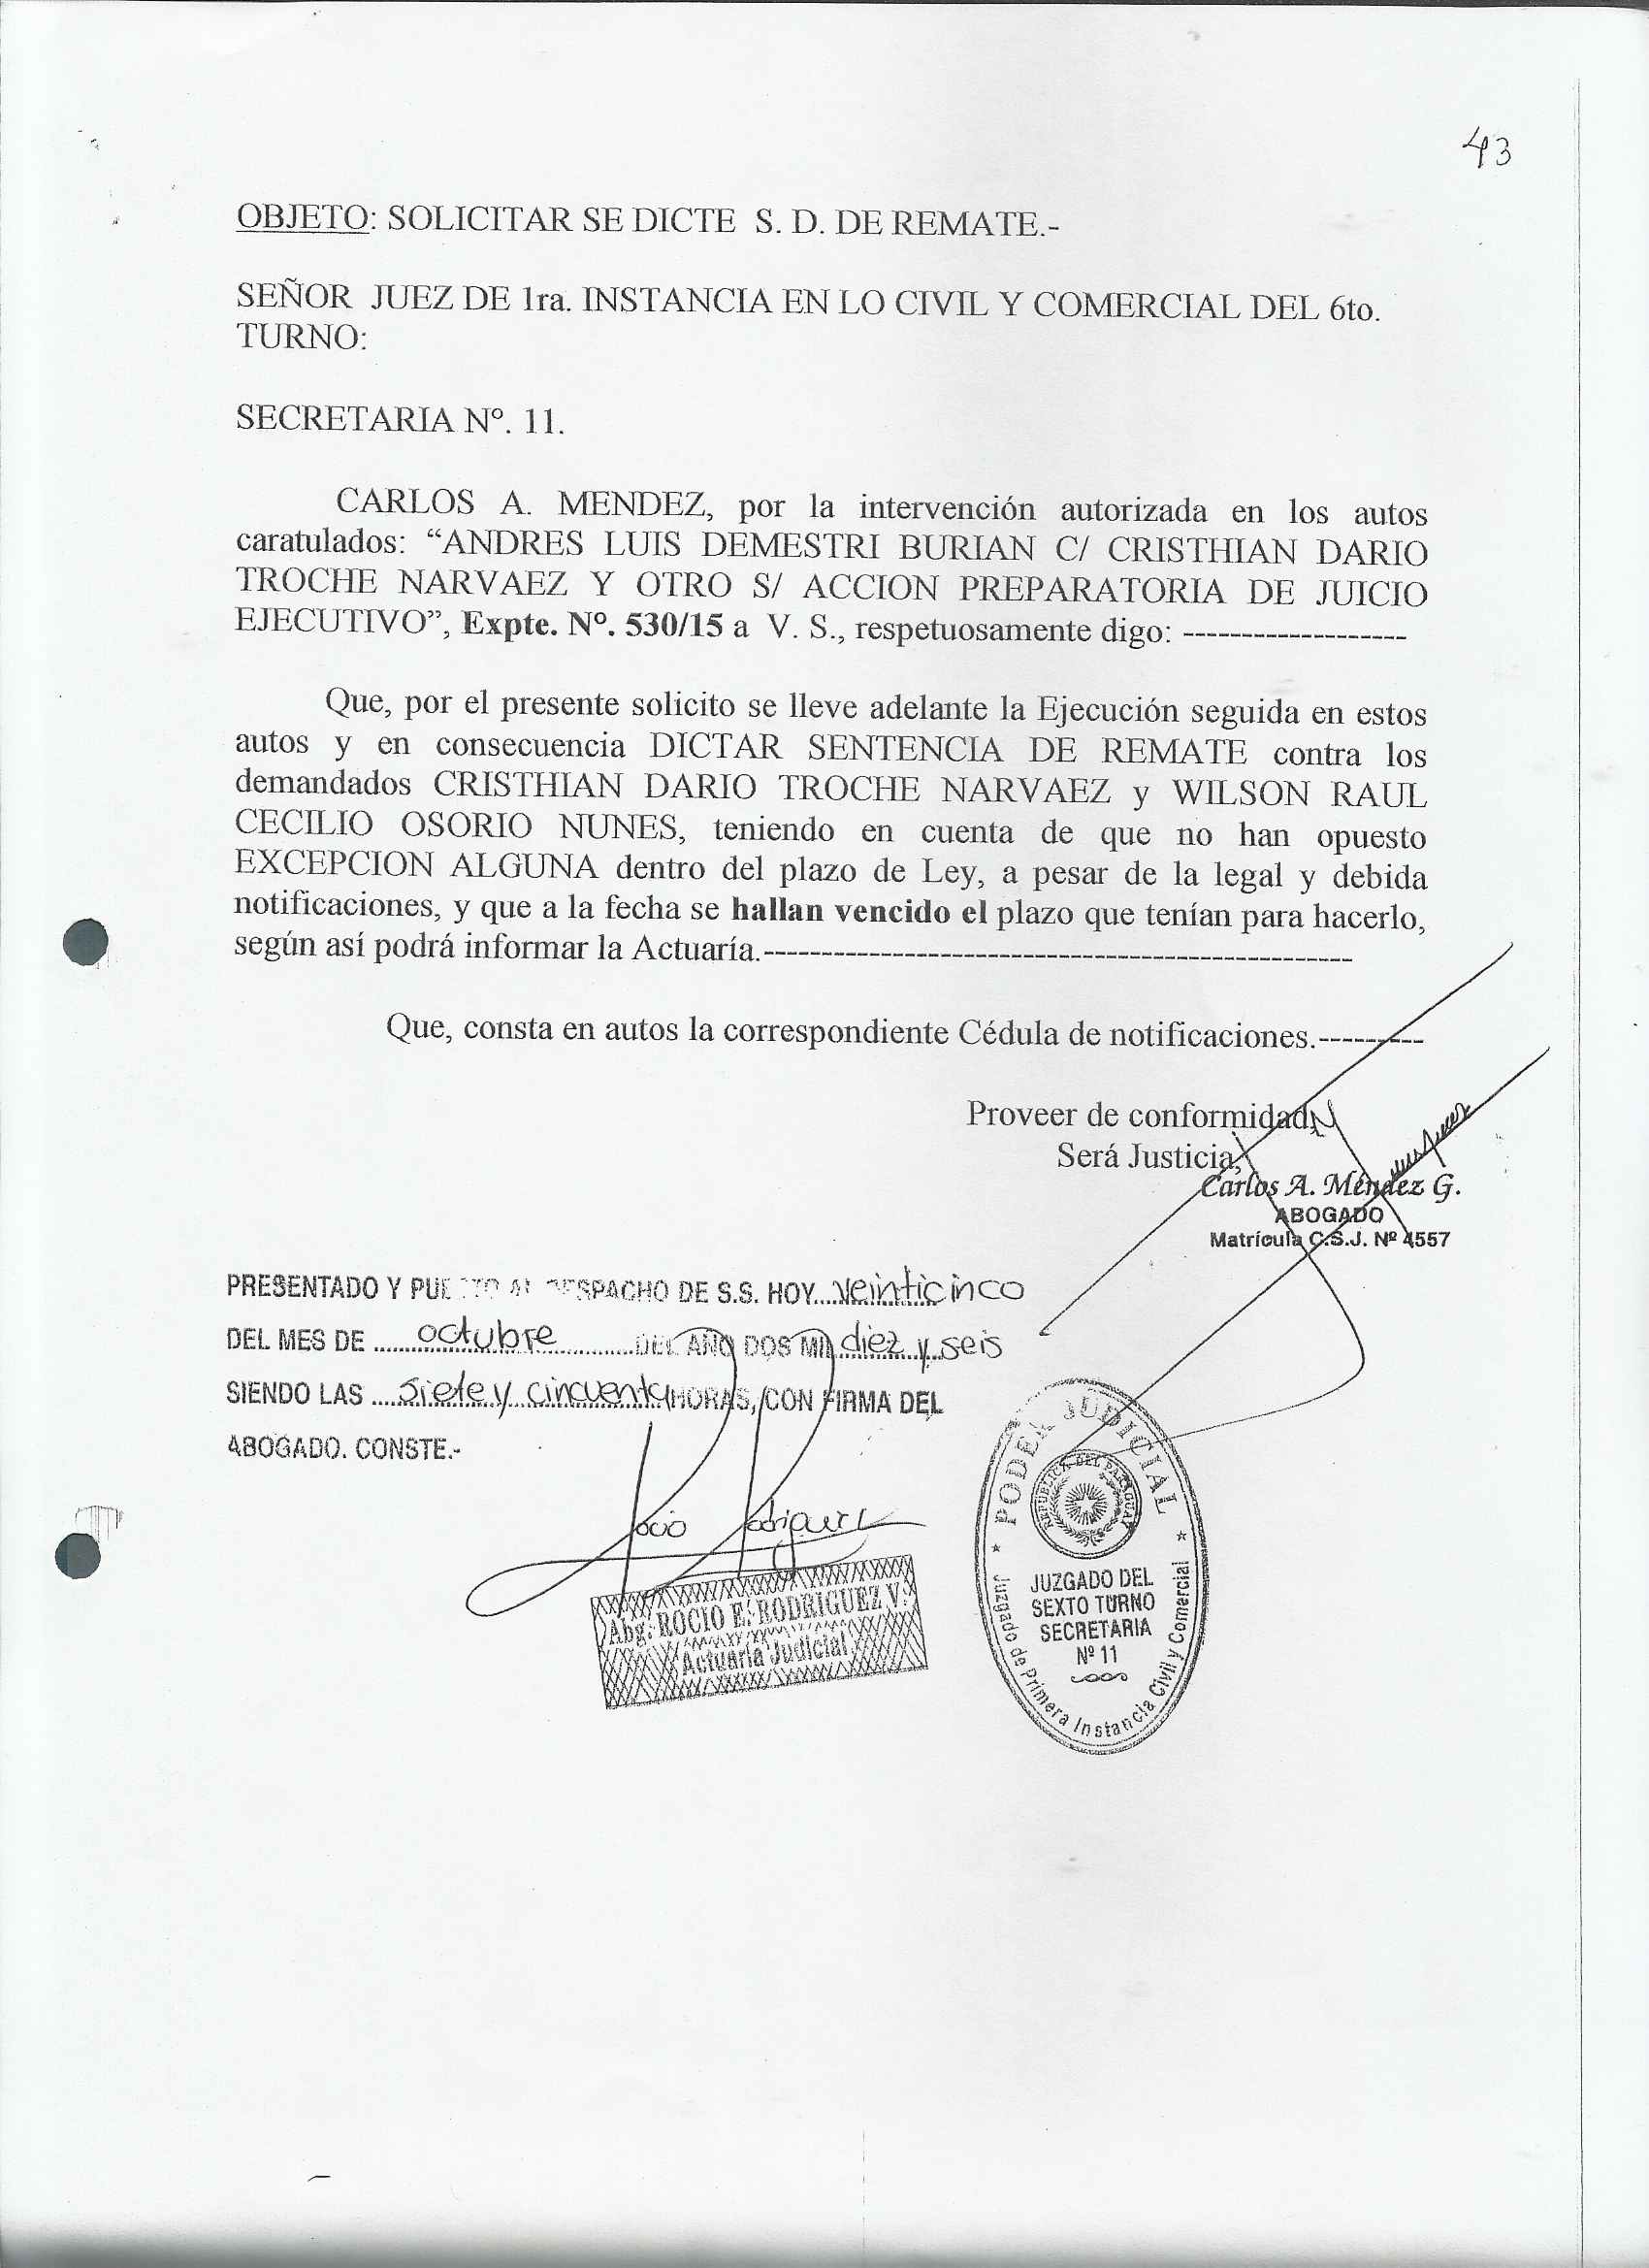 43
OBJETO: SOLICITAR SE DICTE S. D. DE REMATE.-
SEÑOR JUEZ DE 1ra. INSTANCIA EN LO CIVIL Y COMERCIAL DEL 6to.
TURNO:
SECRETARIA Nº. 11.
CARLOS A. MENDEZ, por la intervención autorizada en los autos
caratulados: “ANDRES LUIS DEMESTRI BURIAN C/ CRISTHIAN DARIO
TROCHE NARVAEZ Y OTRO S/ ACCION PREPARATORIA DE JUICIO
EJECUTIVO”, Expte. Nº. 530/15 a V. S., respetuosamente digo: -------------------
Que, por el presente solicito se lleve adelante la Ejecución seguida en estos
autos y en consecuencia DICTAR SENTENCIA DE REMATE contra los
demandados CRISTHIAN DARIO TROCHE NARVAEZ y WILSON RAUL
CECILIO OSORIO NUNES, teniendo en cuenta de que no han opuesto
EXCEPCION ALGUNA dentro del plazo de Ley, a pesar de la legal y debida
notificaciones, y que a la fecha se hallan vencido el plazo que tenían para hacerlo,
según así podrá informar la Actuaría.--------------------------------------------------
Que, consta en autos la correspondiente Cédula de notificaciones.---------
Proveer de conformidad,
Será Justicia,
Carlos A. Méndez G.
ABOGADO
Matrícula C.S.J. Nº 4557
PRESENTADO Y PUESTO AL DESPACHO DE S.S. HOY....veinticinco
DEL MES DE ......octubre..........DEL AÑO DOS MIL diez y seis
SIENDO LAS ....siete y cincuenta HORAS, CON FIRMA DEL
ABOGADO. CONSTE.-
Rocio Rodriguez
Abg. ROCIO E. RODRIGUEZ V.
Actuaria Judicial
* PODER JUDICIAL *
REPUBLICA DEL PARAGUAY
JUZGADO DEL
SEXTO TURNO
SECRETARIA
Nº 11
Juzgado de Primera Instancia Civil y Comercial